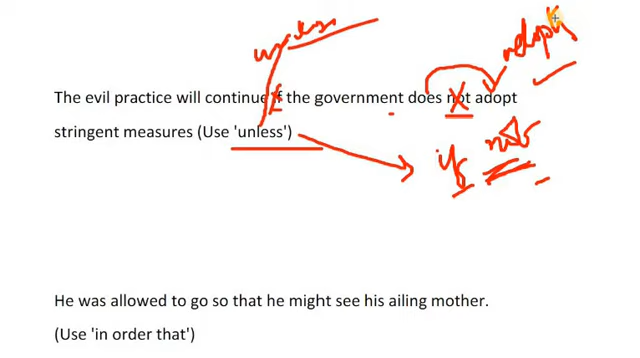 unless
adopts
The evil practice will continue if the government does not adopt
stringent measures (Use 'unless')
if not
He was allowed to go so that he might see his ailing mother.
(Use 'in order that')